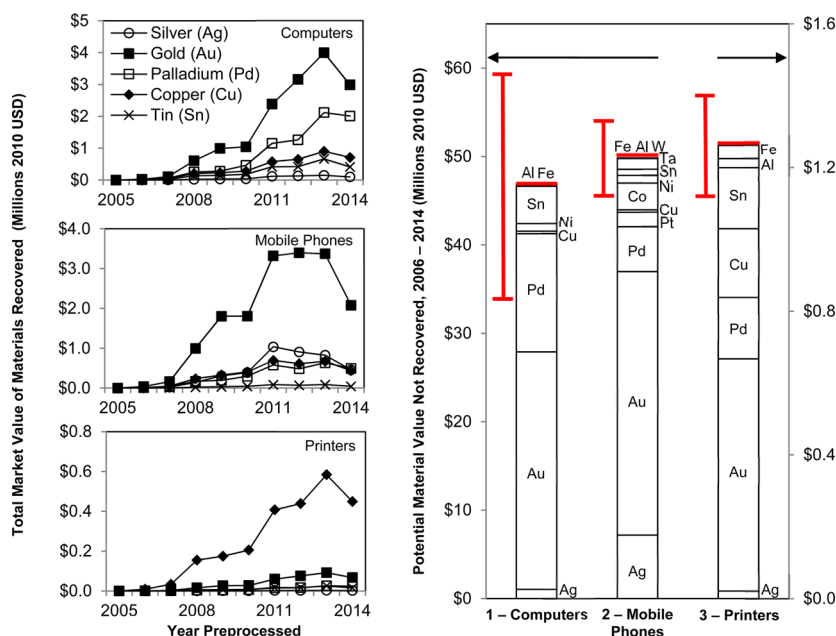 Total Market Value of Materials Recovered (Millions 2010 USD)
$5
$4
$3
$2
$1
$0
Silver (Ag)
Gold (Au)
Palladium (Pd)
Copper (Cu)
Tin (Sn)
Computers
2005
2008
2011
2014
$4.0
$3.0
$2.0
$1.0
$0.0
Mobile Phones
2005
2008
2011
2014
$0.8
$0.6
$0.4
$0.2
$0.0
Printers
2005
2008
2011
2014
Year Preprocessed
Potential Material Value Not Recovered, 2006 – 2014 (Millions 2010 USD)
$60
$50
$40
$30
$20
$10
$0
Al Fe
Sn
Ni
Cu
Pd
Au
Ag
1 – Computers
Fe Al W
Ta
Sn
Ni
Co
Cu
Pt
Pd
Au
Ag
2 – Mobile
Phones
Fe
Al
Sn
Cu
Pd
Au
Ag
3 – Printers
$1.6
$1.2
$0.8
$0.4
$0.0